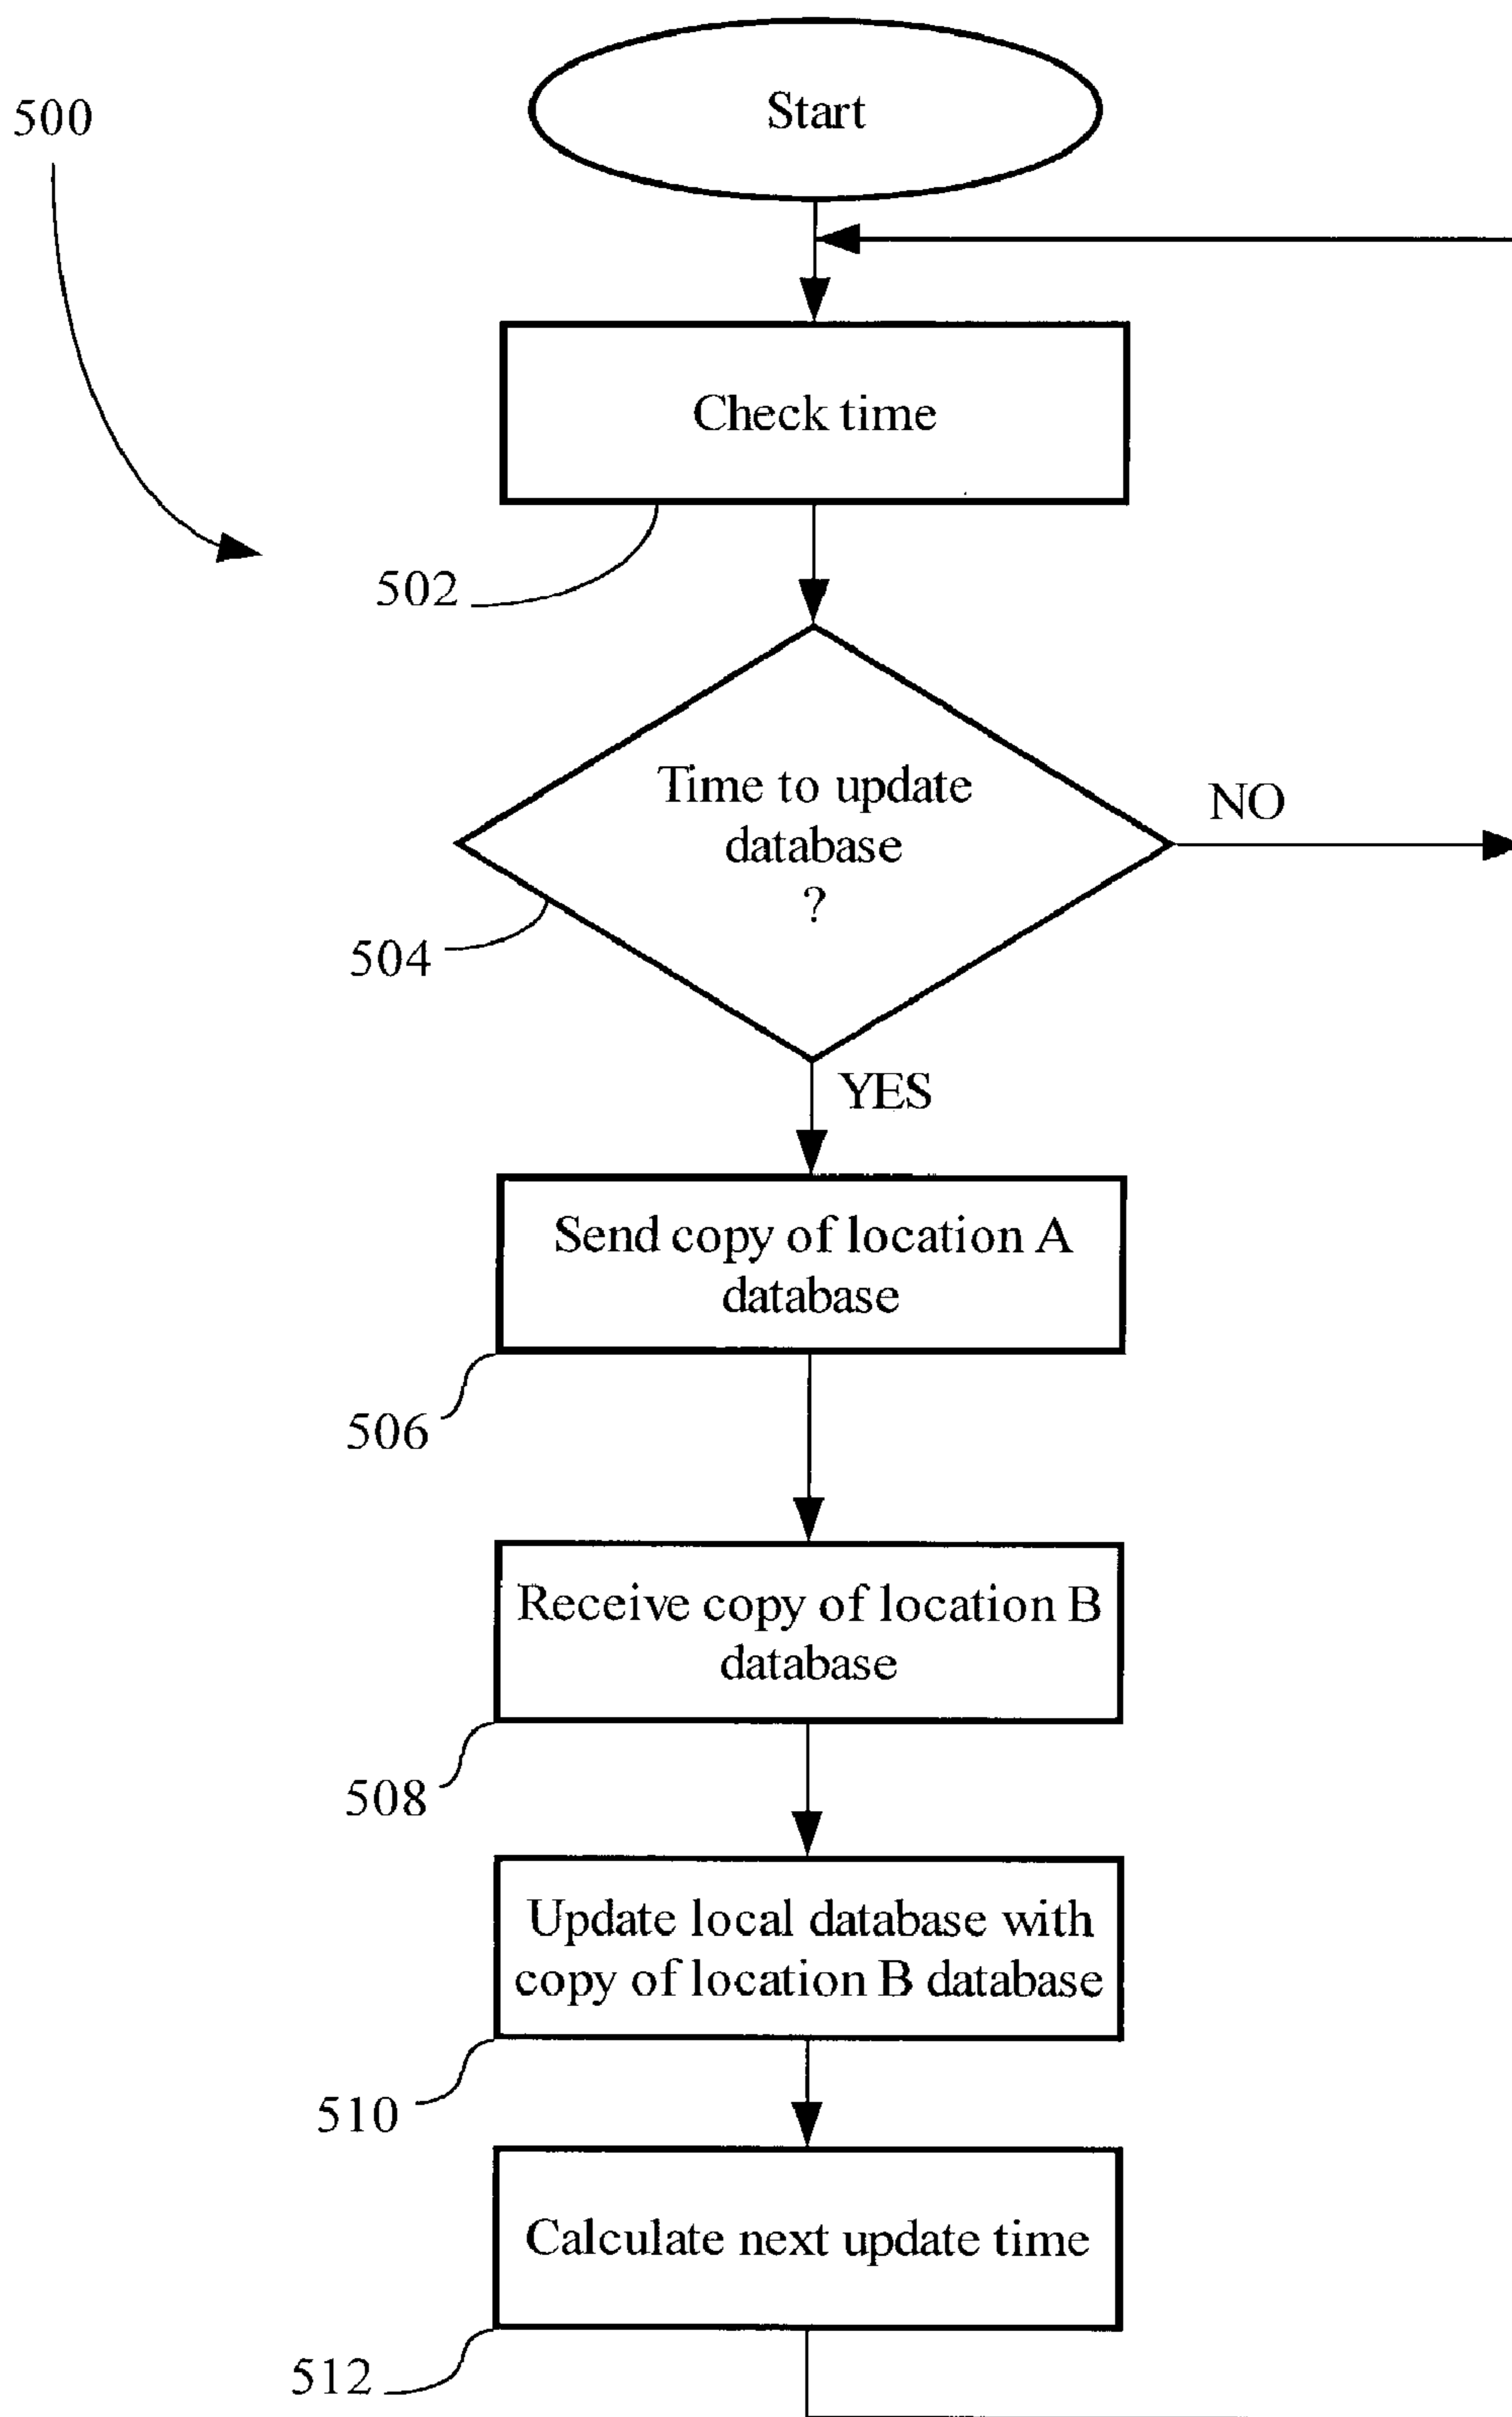 Start
500
Check time
502
Time to update
database
?
NO
504
YES
Send copy of location A
database
506
Receive copy of location B
database
508
Update local database with
copy of location B database
510
Calculate next update time
512